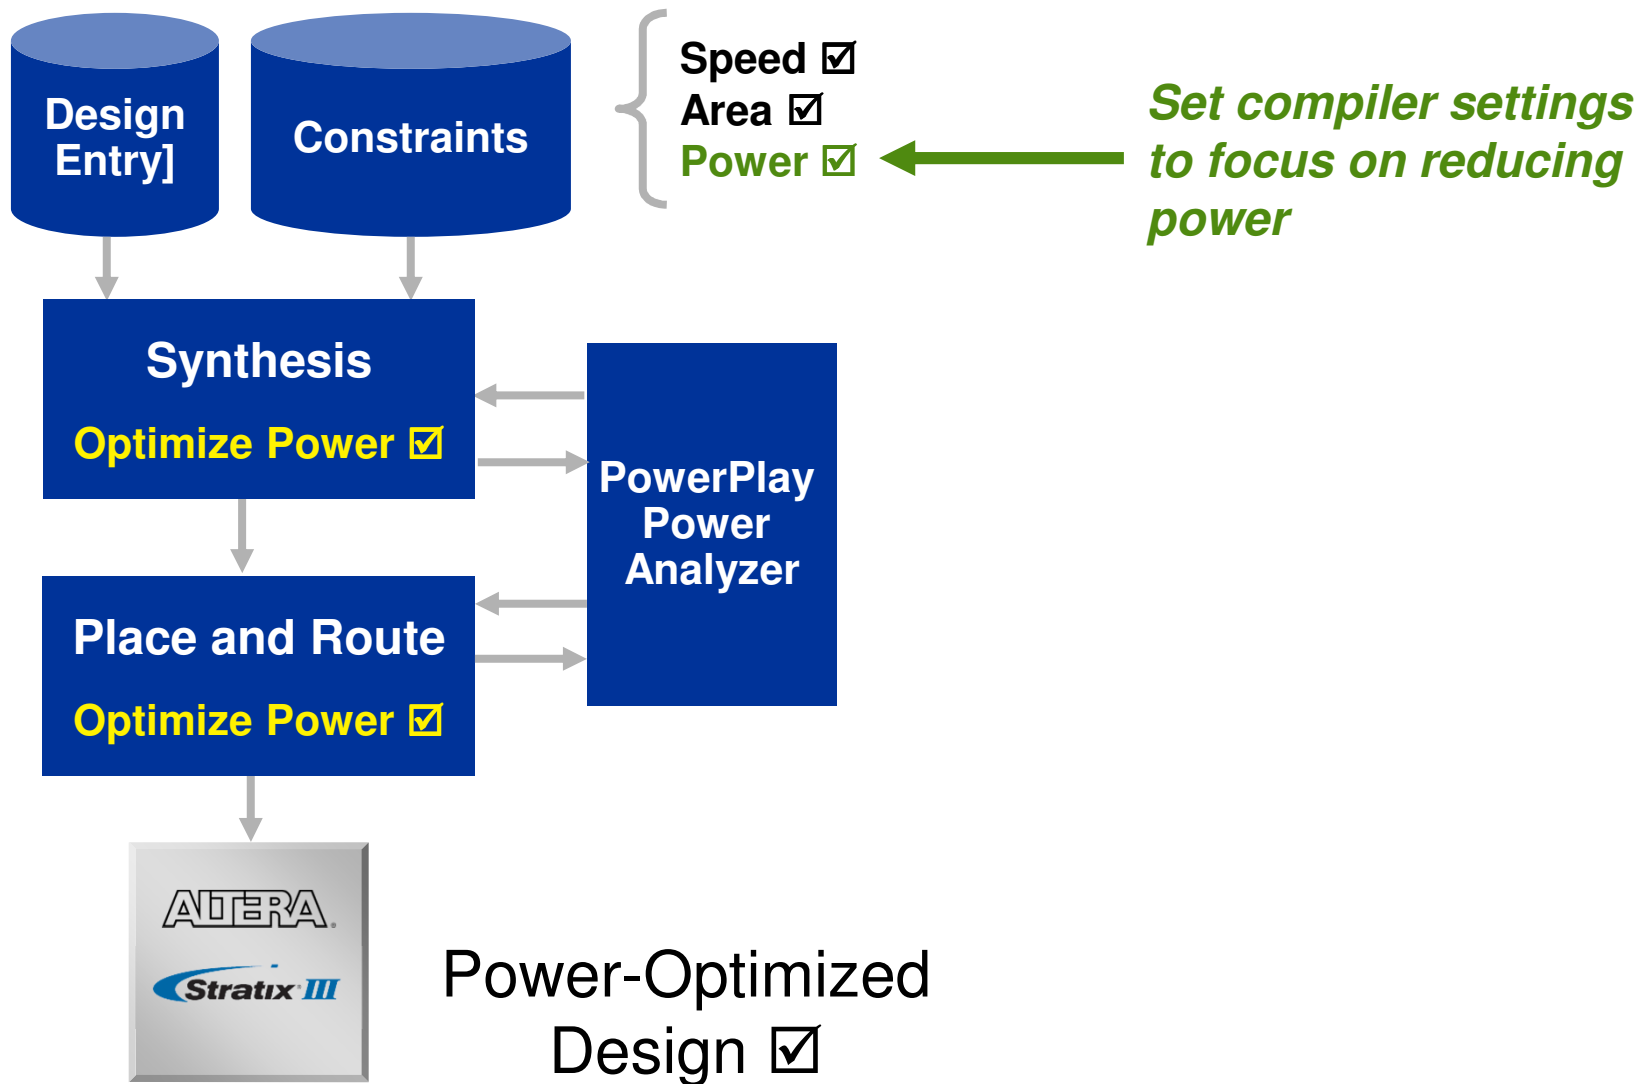 Design
Entry]
Constraints
Speed ☑
Area ☑
Power ☑
Set compiler settings
to focus on reducing
power
Synthesis
Optimize Power ☑
PowerPlay
Power
Analyzer
Place and Route
Optimize Power ☑
ALTERA®
Stratix® III
Power-Optimized
Design ☑